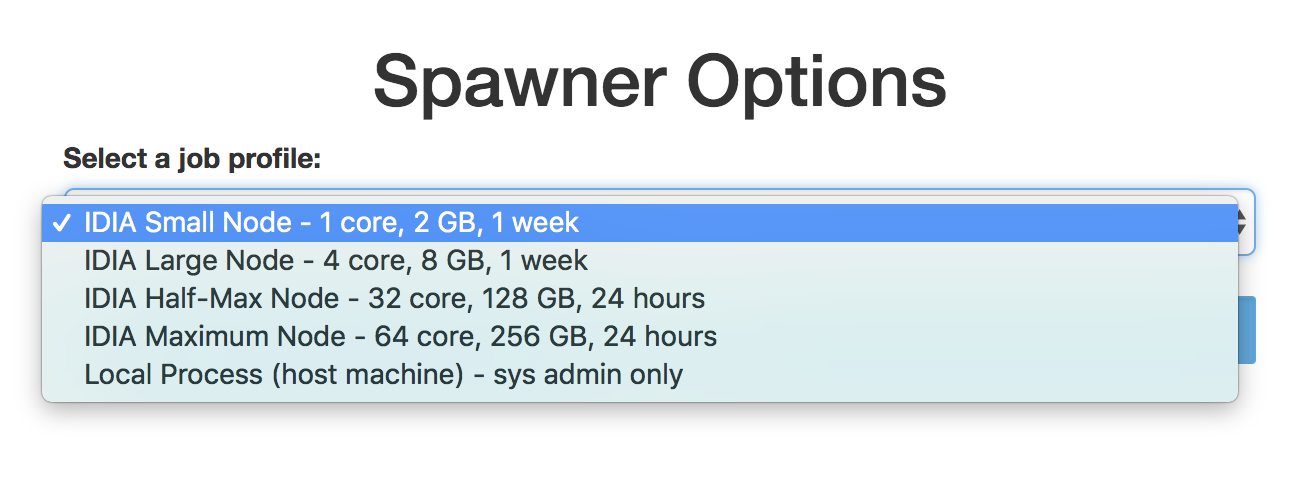 Spawner Options
Select a job profile:
✓ IDIA Small Node - 1 core, 2 GB, 1 week
IDIA Large Node - 4 core, 8 GB, 1 week
IDIA Half-Max Node - 32 core, 128 GB, 24 hours
IDIA Maximum Node - 64 core, 256 GB, 24 hours
Local Process (host machine) - sys admin only